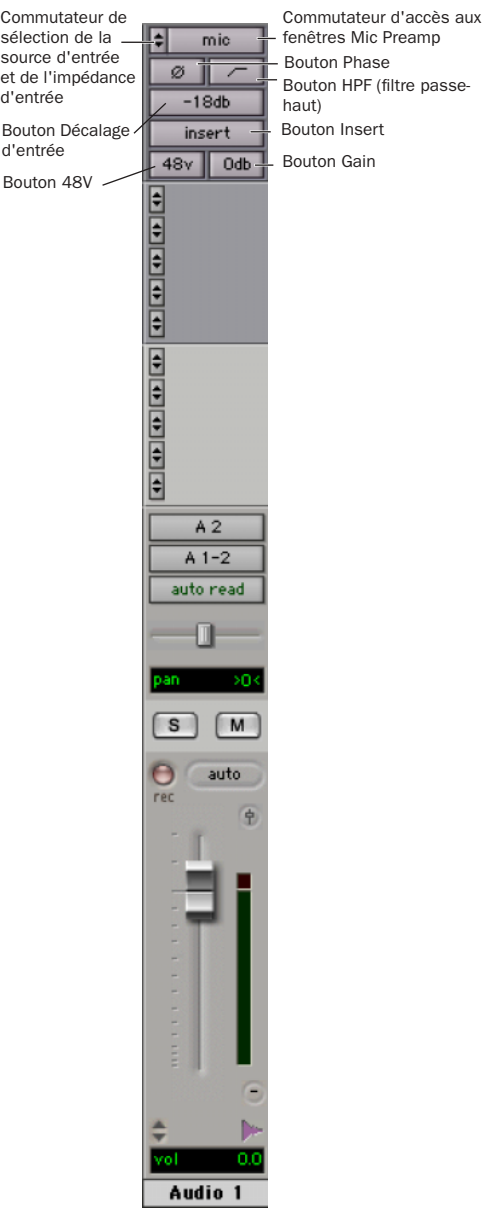 Commutateur de
sélection de la
source d'entrée
et de l'impédance
d'entrée
Bouton Décalage
d'entrée
Bouton 48V
Commutateur d'accès aux
fenêtres Mic Preamp
Bouton Phase
Bouton HPF (filtre passe-
haut)
Bouton Insert
Bouton Gain
mic
Ø
-18db
insert
48v 0db
A 2
A 1-2
auto read
pan >0<
S M
auto
rec
vol 0.0
Audio 1